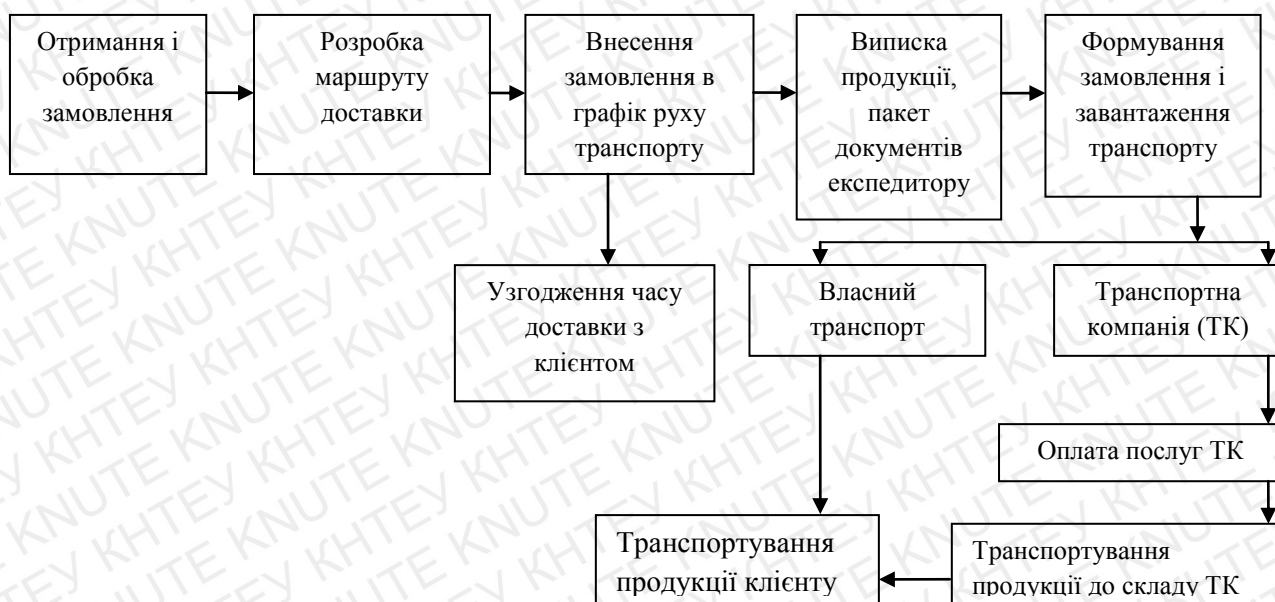 Отримання і
обробка
замовлення
Розробка
маршруту
доставки
Внесення
замовлення в
графік руху
транспорту
Виписка
продукції,
пакет
документів
експедитору
Формування
замовлення і
завантаження
транспорту
Узгодження часу
доставки з
клієнтом
Власний
транспорт
Транспортна
компанія (ТК)
Оплата послуг ТК
Транспортування
продукції клієнту
Транспортування
продукції до складу ТК